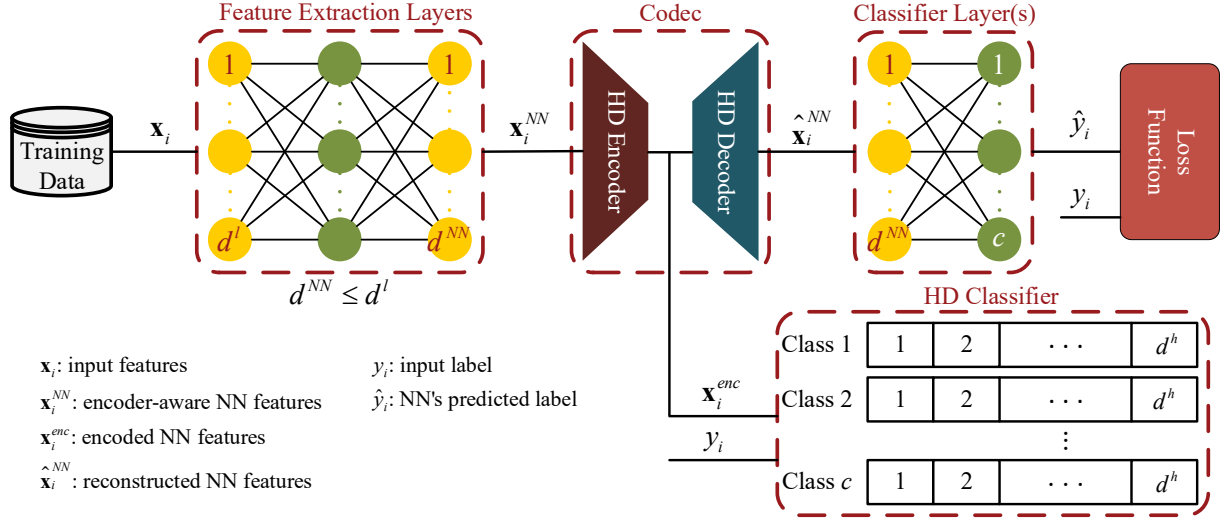 Feature Extraction Layers
Codec
Classifier Layer(s)
1 1 1 1
Training
Data
x_i
x_i^{NN}
HD Encoder
HD Decoder
x̂_i^{NN}
ŷ_i
y_i
Loss
Function
d^l d^{NN} d^{NN} c
d^{NN} ≤ d^l
HD Classifier
Class 1 1 2 · · · d^h
Class 2 1 2 · · · d^h
⋮
Class c 1 2 · · · d^h
x_i^{enc}
y_i
x_i: input features
x_i^{NN}: encoder-aware NN features
x_i^{enc}: encoded NN features
x̂_i^{NN}: reconstructed NN features
y_i: input label
ŷ_i: NN's predicted label